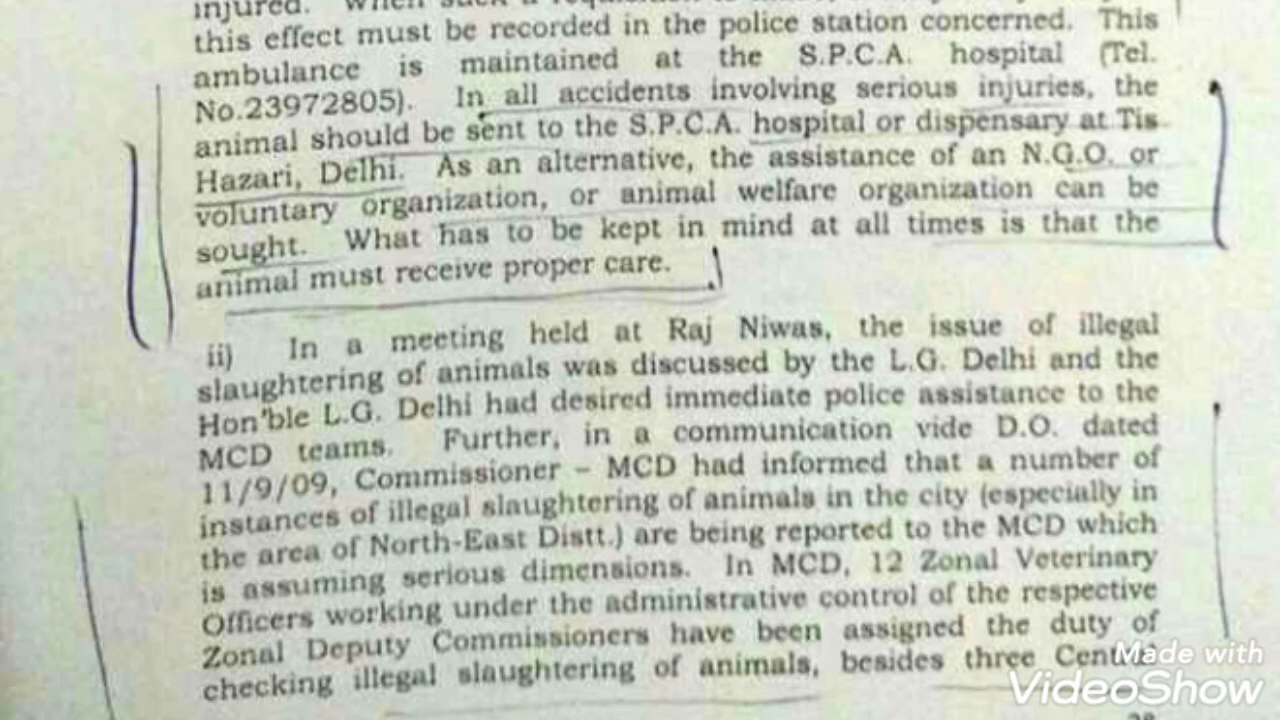 injured. When such a
this effect must be recorded in the police station concerned. This
ambulance is maintained at the S.P.C.A. hospital (Tel.
No.23972805). In all accidents involving serious injuries, the
animal should be sent to the S.P.C.A. hospital or dispensary at Tis
Hazari, Delhi. As an alternative, the assistance of an N.G.O. or
voluntary organization, or animal welfare organization can be
sought. What has to be kept in mind at all times is that the
animal must receive proper care.
ii) In a meeting held at Raj Niwas, the issue of illegal
slaughtering of animals was discussed by the L.G. Delhi and the
Hon'ble L.G. Delhi had desired immediate police assistance to the
MCD teams. Further, in a communication vide D.O. dated
11/9/09, Commissioner – MCD had informed that a number of
instances of illegal slaughtering of animals in the city (especially in
the area of North-East Distt.) are being reported to the MCD which
is assuming serious dimensions. In MCD, 12 Zonal Veterinary
Officers working under the administrative control of the respective
Zonal Deputy Commissioners have been assigned the duty of
checking illegal slaughtering of animals, besides three
Made with
VideoShow